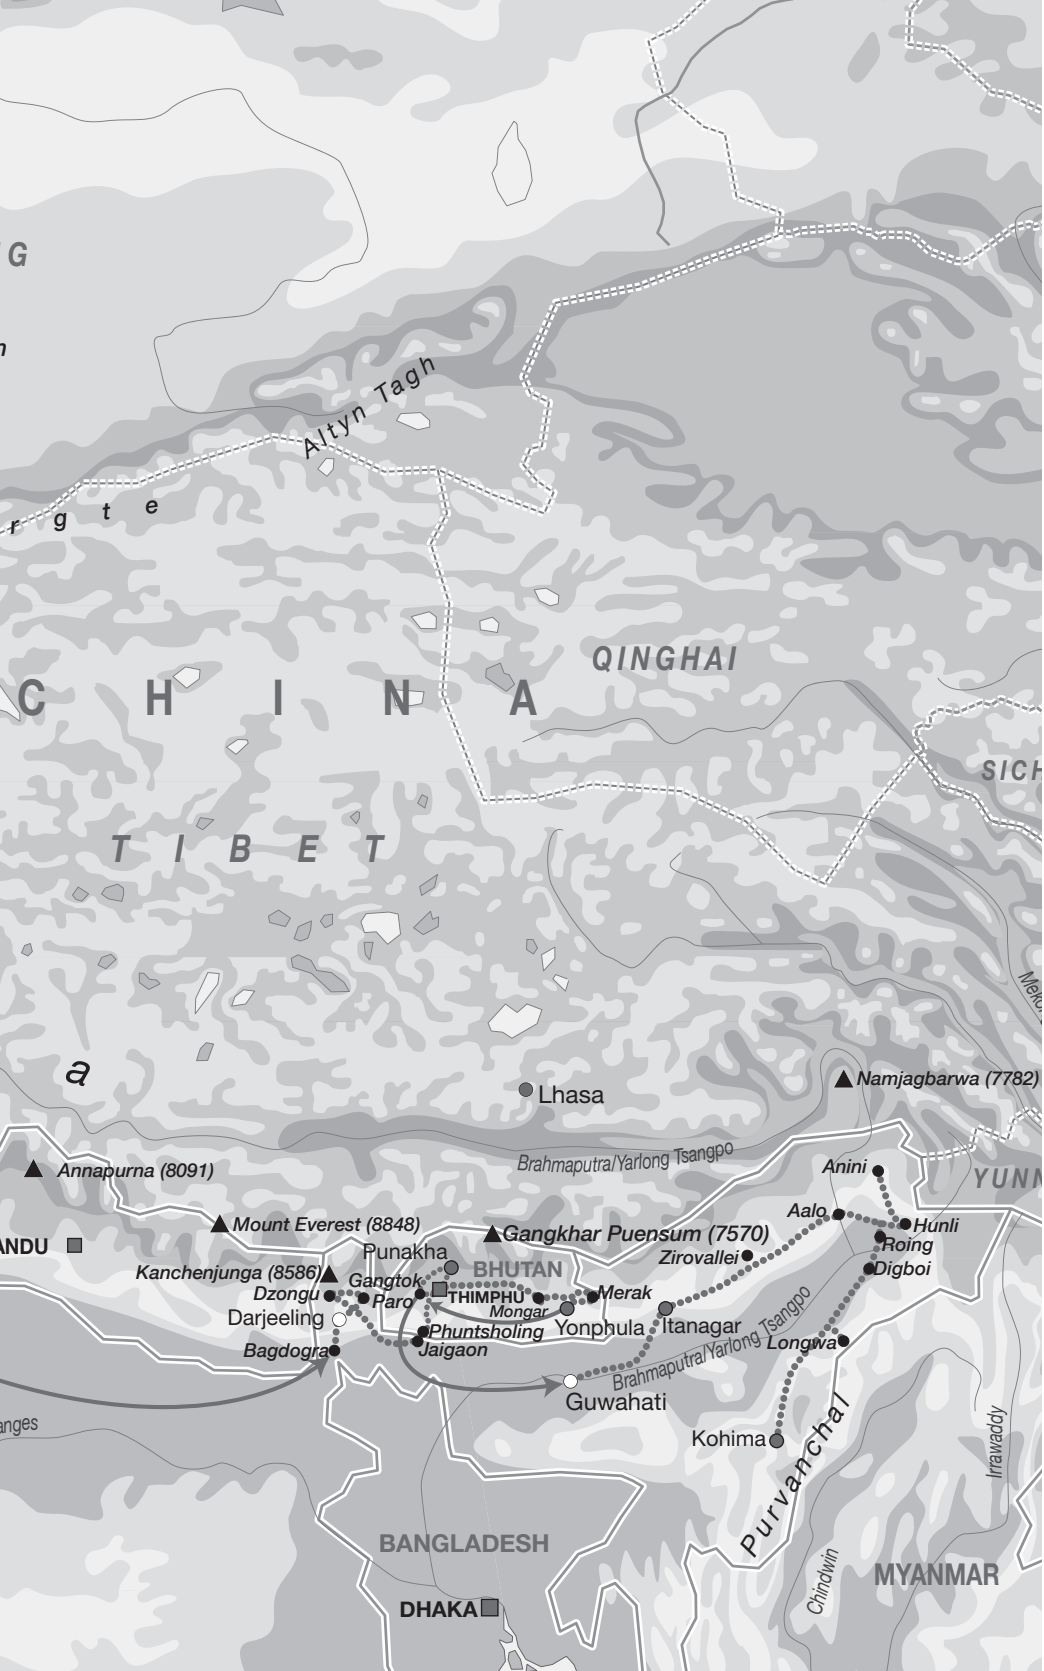 G
n
Altyn Tagh
r g t e
QINGHAI
C H I N A
SICH
T I B E T
Mekon
a
Lhasa
Namjagbarwa (7782)
Brahmaputra/Yarlong Tsangpo
Annapurna (8091)
Anini
YUNN
Aalo
Mount Everest (8848)
Hunli
Gangkhar Puensum (7570)
ANDU
Punakha
Roing
Zirovallei
BHUTAN
Digboi
Kanchenjunga (8586)
Gangtok
Dzongu
Paro
THIMPHU
Merak
Mongar
Darjeeling
Yonphula
Itanagar
Phuntsholing
Longwa
Bagdogra
Jaigaon
Brahmaputra/Yarlong Tsangpo
Guwahati
anges
Kohima
Irrawaddy
Purvanchal
BANGLADESH
MYANMAR
Chindwin
DHAKA